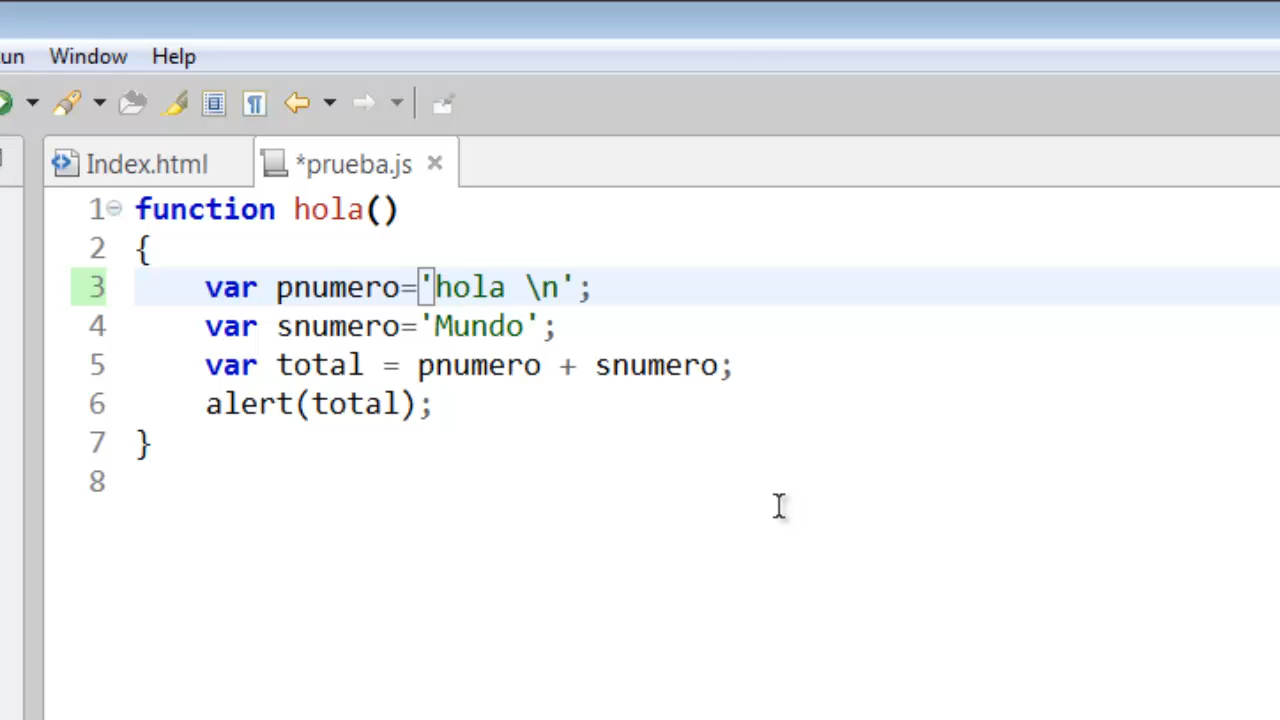 Window Help
Index.html *prueba.js
1 function hola()
2 {
3 var pnumero='hola \n';
4 var snumero='Mundo';
5 var total = pnumero + snumero;
6 alert(total);
7 }
8